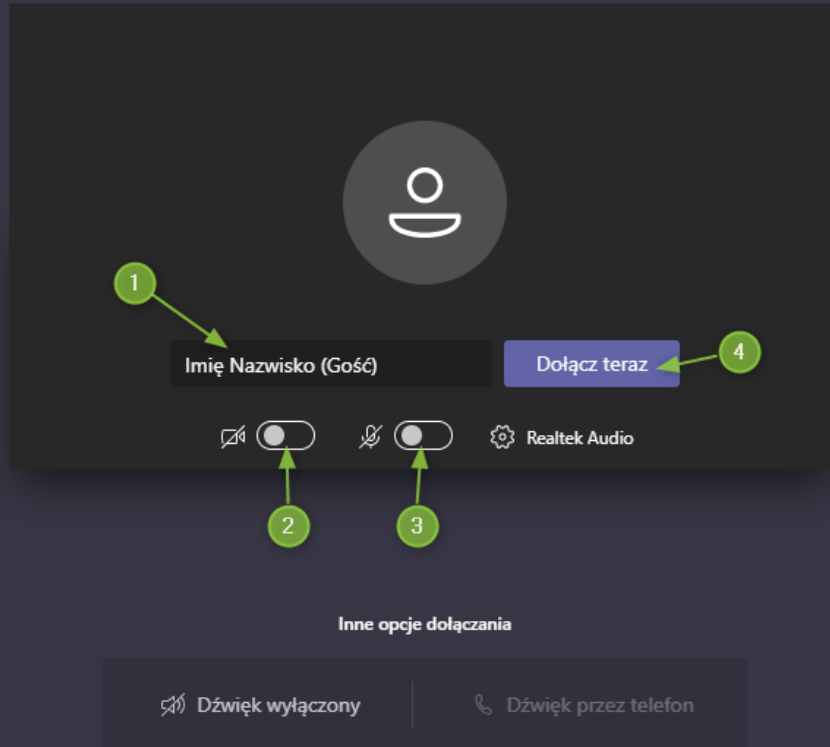 1
Imię Nazwisko (Gość)
Dołącz teraz
4
Realtek Audio
2
3
Inne opcje dołączania
Dźwięk wyłączony
Dźwięk przez telefon